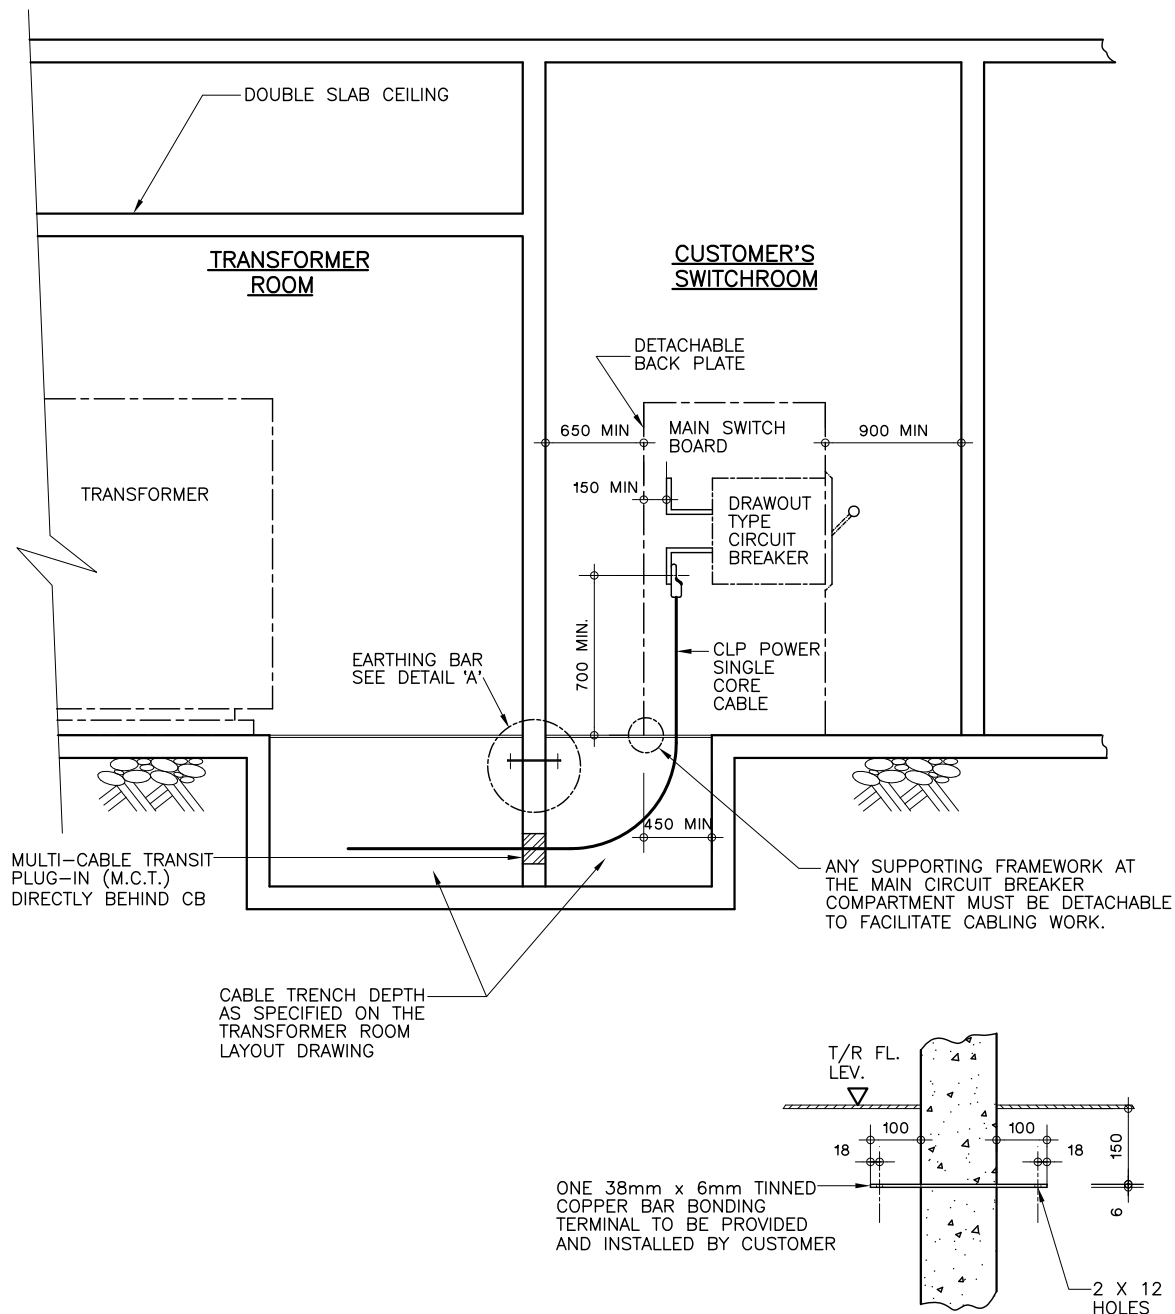 DOUBLE SLAB CEILING
TRANSFORMER
ROOM
CUSTOMER'S
SWITCHROOM
DETACHABLE
BACK PLATE
650 MIN
MAIN SWITCH
BOARD
900 MIN
TRANSFORMER
150 MIN
DRAWOUT
TYPE
CIRCUIT
BREAKER
700 MIN.
EARTHING BAR
SEE DETAIL 'A'
CLP POWER
SINGLE
CORE
CABLE
450 MIN
MULTI-CABLE TRANSIT
PLUG-IN (M.C.T.)
DIRECTLY BEHIND CB
ANY SUPPORTING FRAMEWORK AT
THE MAIN CIRCUIT BREAKER
COMPARTMENT MUST BE DETACHABLE
TO FACILITATE CABLING WORK.
CABLE TRENCH DEPTH
AS SPECIFIED ON THE
TRANSFORMER ROOM
LAYOUT DRAWING
T/R FL.
LEV.
100
100
18
18
150
6
ONE 38mm x 6mm TINNED
COPPER BAR BONDING
TERMINAL TO BE PROVIDED
AND INSTALLED BY CUSTOMER
2 X 12
HOLES